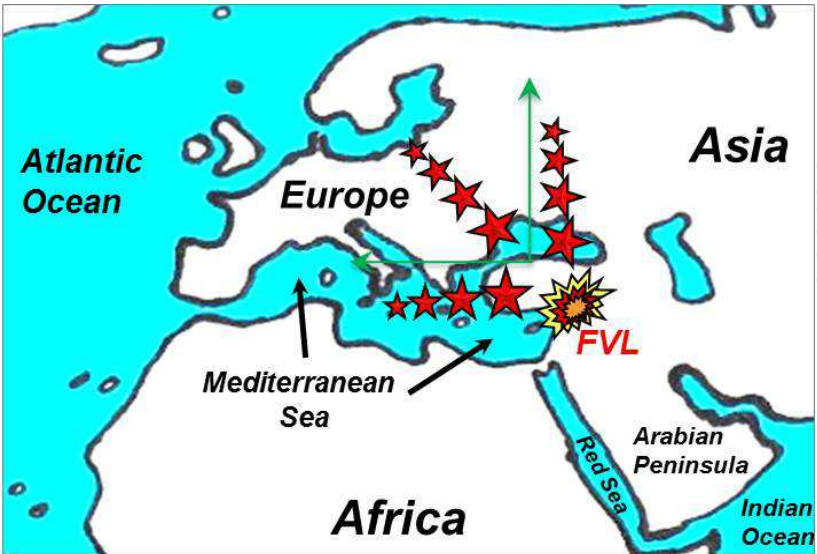 Atlantic
Ocean
Europe
Asia
FVL
Mediterranean
Sea
Africa
Red Sea
Arabian
Peninsula
Indian
Ocean